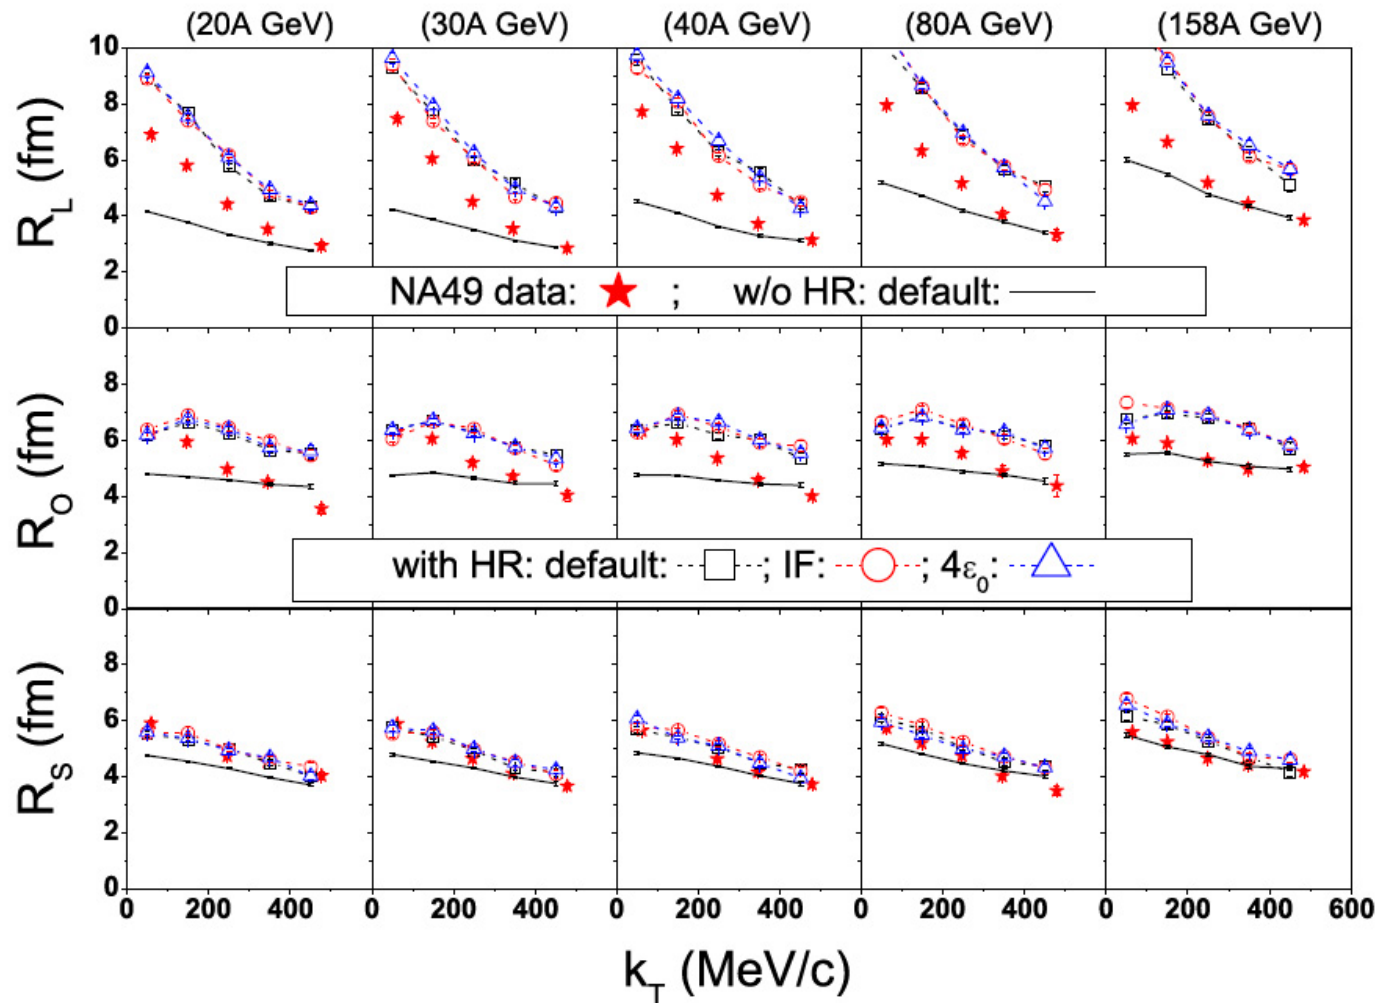 (20A GeV) (30A GeV) (40A GeV) (80A GeV) (158A GeV)
R_L (fm)
10
8
6
4
2
0
NA49 data: ★ ; w/o HR: default:
R_O (fm)
8
6
4
2
0
with HR: default: □; IF: ○; 4ε_0: △
R_S (fm)
8
6
4
2
0
0 200 400 0 200 400 0 200 400 0 200 400 0 200 400 600
k_T (MeV/c)